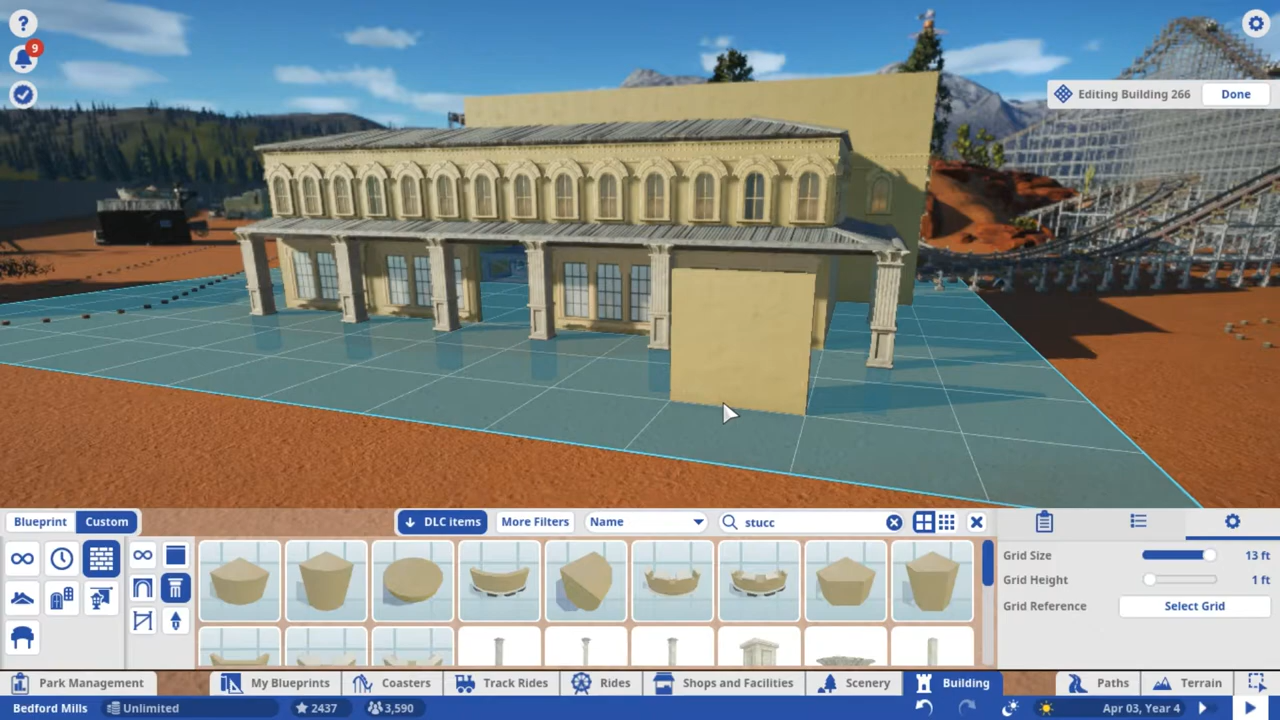 ?
9
Editing Building 266 Done
Blueprint Custom DLC items More Filters Name stucc
Grid Size 13 ft
Grid Height 1 ft
Grid Reference Select Grid
Park Management My Blueprints Coasters Track Rides Rides Shops and Facilities Scenery Building Paths Terrain
Bedford Mills Unlimited 2437 3,590 Apr 03, Year 4